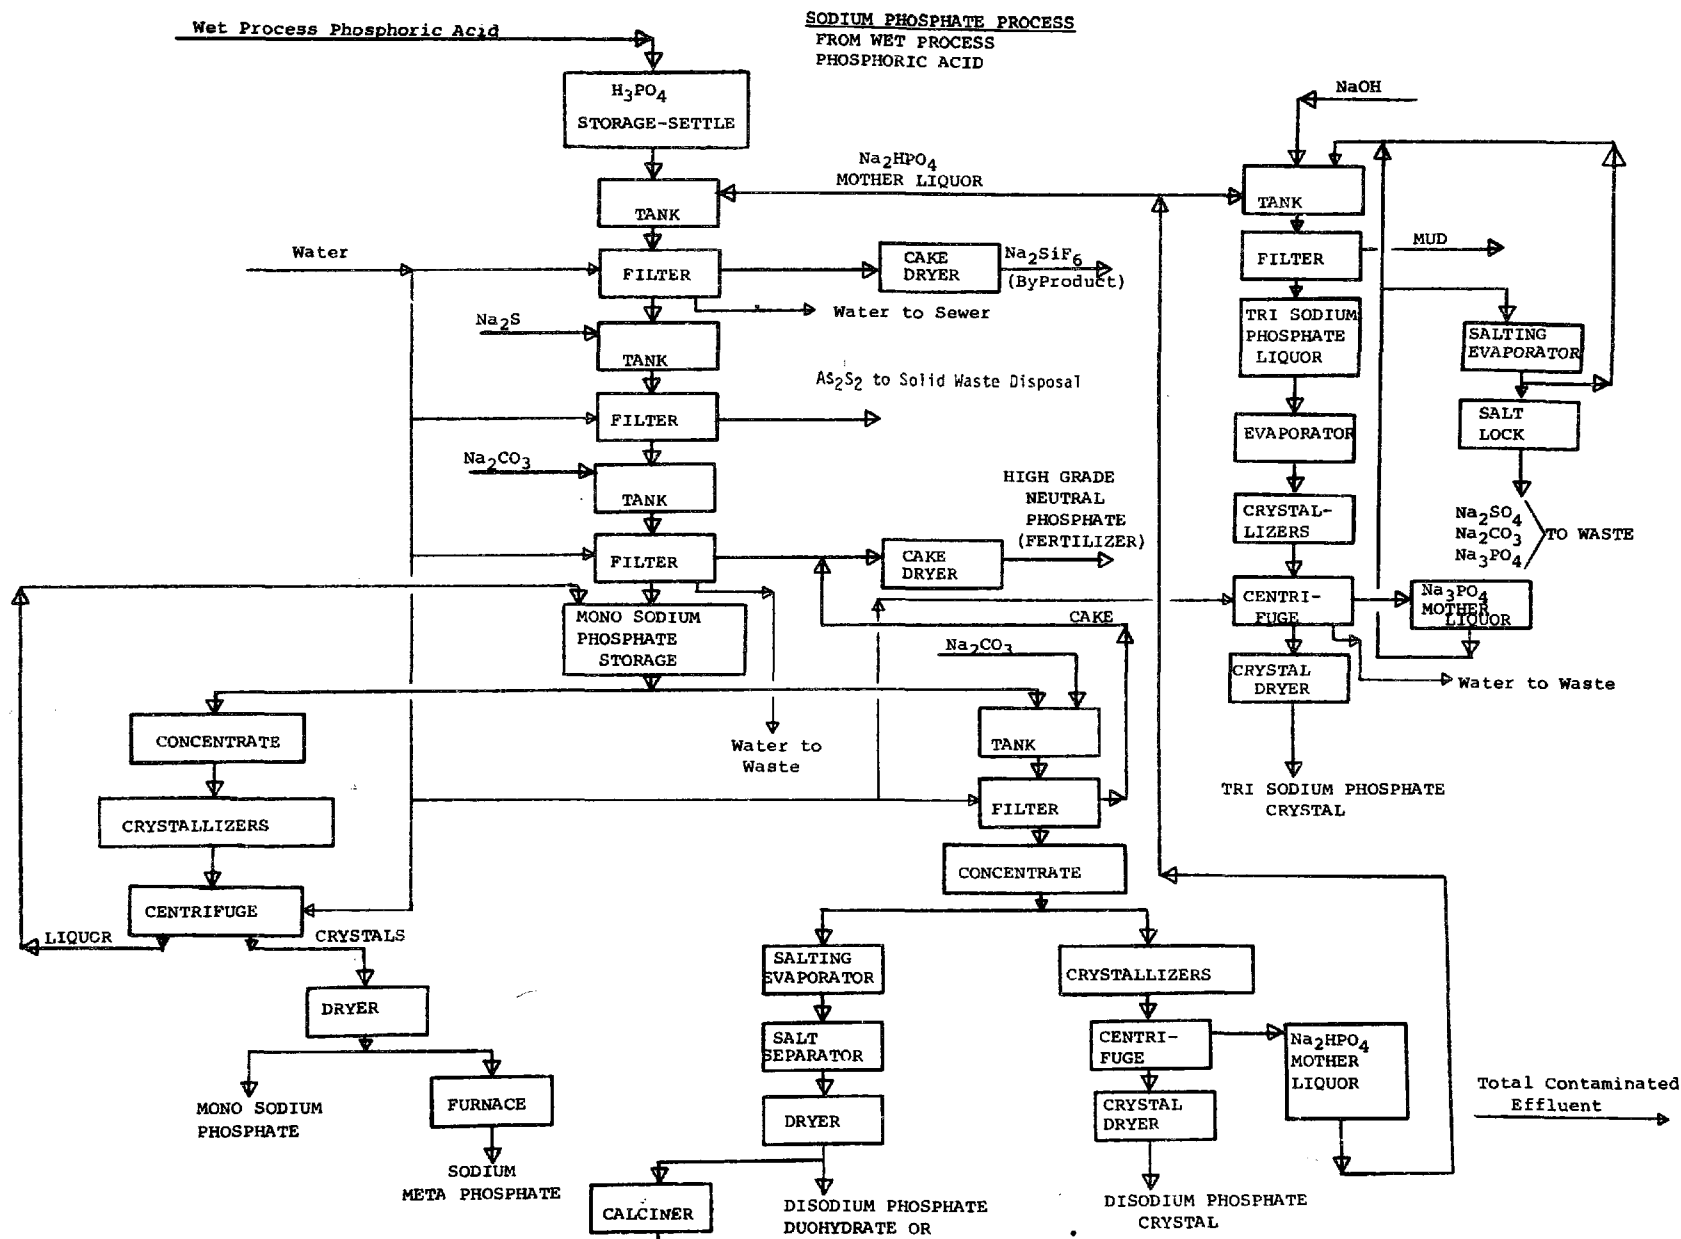 SODIUM PHOSPHATE PROCESS
FROM WET PROCESS
PHOSPHORIC ACID
Wet Process Phosphoric Acid
H3PO4
STORAGE-SETTLE
TANK
Na2HPO4
MOTHER LIQUOR
Water
FILTER
CAKE
DRYER
Na2SiF6
(ByProduct)
Water to Sewer
Na2S
TANK
As2S2 to Solid Waste Disposal
FILTER
Na2CO3
TANK
HIGH GRADE
NEUTRAL
PHOSPHATE
(FERTILIZER)
FILTER
CAKE
DRYER
MONO SODIUM
PHOSPHATE
STORAGE
CAKE
Na2CO3
Water to
Waste
CONCENTRATE
CRYSTALLIZERS
CENTRIFUGE
LIQUOR
CRYSTALS
DRYER
MONO SODIUM
PHOSPHATE
FURNACE
SODIUM
META PHOSPHATE
TANK
FILTER
CONCENTRATE
SALTING
EVAPORATOR
SALT
SEPARATOR
DRYER
CALCINER
DISODIUM PHOSPHATE
DUOHYDRATE OR
CRYSTALLIZERS
CENTRI-
FUGE
Na2HPO4
MOTHER
LIQUOR
CRYSTAL
DRYER
DISODIUM PHOSPHATE
CRYSTAL
NaOH
TANK
FILTER
MUD
TRI SODIUM
PHOSPHATE
LIQUOR
EVAPORATOR
CRYSTAL-
LIZERS
CENTRI-
FUGE
Na3PO4
MOTHER
LIQUOR
CRYSTAL
DRYER
Water to Waste
TRI SODIUM PHOSPHATE
CRYSTAL
SALTING
EVAPORATOR
SALT
LOCK
Na2SO4
Na2CO3
Na3PO4
TO WASTE
Total Contaminated
Effluent